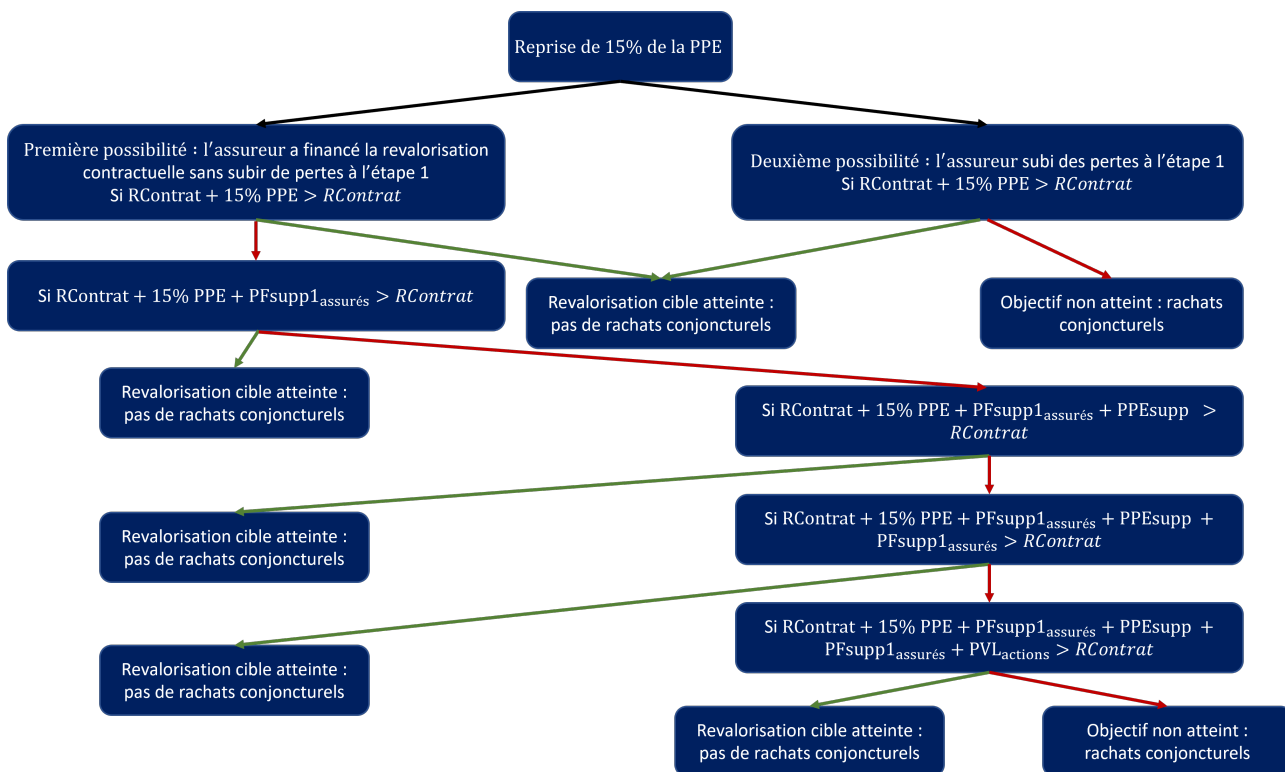 Reprise de 15% de la PPE
Première possibilité : l'assureur a financé la revalorisation
contractuelle sans subir de pertes à l'étape 1
Si RContrat + 15% PPE > RContrat
Deuxième possibilité : l'assureur subi des pertes à l'étape 1
Si RContrat + 15% PPE > RContrat
Si RContrat + 15% PPE + PFsupp1assurés > RContrat
Revalorisation cible atteinte :
pas de rachats conjoncturels
Objectif non atteint : rachats
conjoncturels
Revalorisation cible atteinte :
pas de rachats conjoncturels
Si RContrat + 15% PPE + PFsupp1assurés + PPEsupp >
RContrat
Revalorisation cible atteinte :
pas de rachats conjoncturels
Si RContrat + 15% PPE + PFsupp1assurés + PPEsupp +
PFsupp1assurés > RContrat
Revalorisation cible atteinte :
pas de rachats conjoncturels
Si RContrat + 15% PPE + PFsupp1assurés + PPEsupp +
PFsupp1assurés + PVLactions > RContrat
Revalorisation cible atteinte :
pas de rachats conjoncturels
Objectif non atteint :
rachats conjoncturels